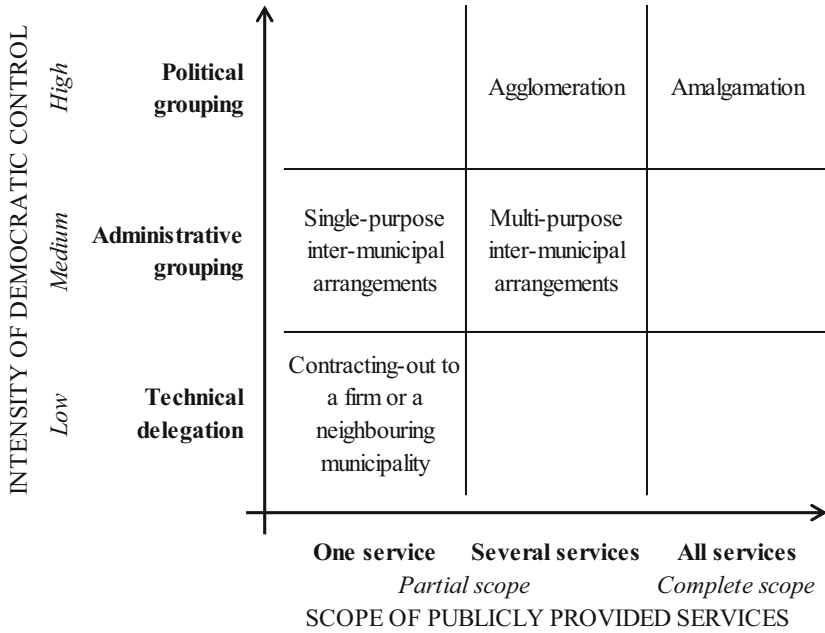 INTENSITY OF DEMOCRATIC CONTROL
High
Political
grouping
Agglomeration
Amalgamation
Medium
Administrative
grouping
Single-purpose
inter-municipal
arrangements
Multi-purpose
inter-municipal
arrangements
Low
Technical
delegation
Contracting-out to
a firm or a
neighbouring
municipality
One service
Several services
All services
Partial scope
Complete scope
SCOPE OF PUBLICLY PROVIDED SERVICES